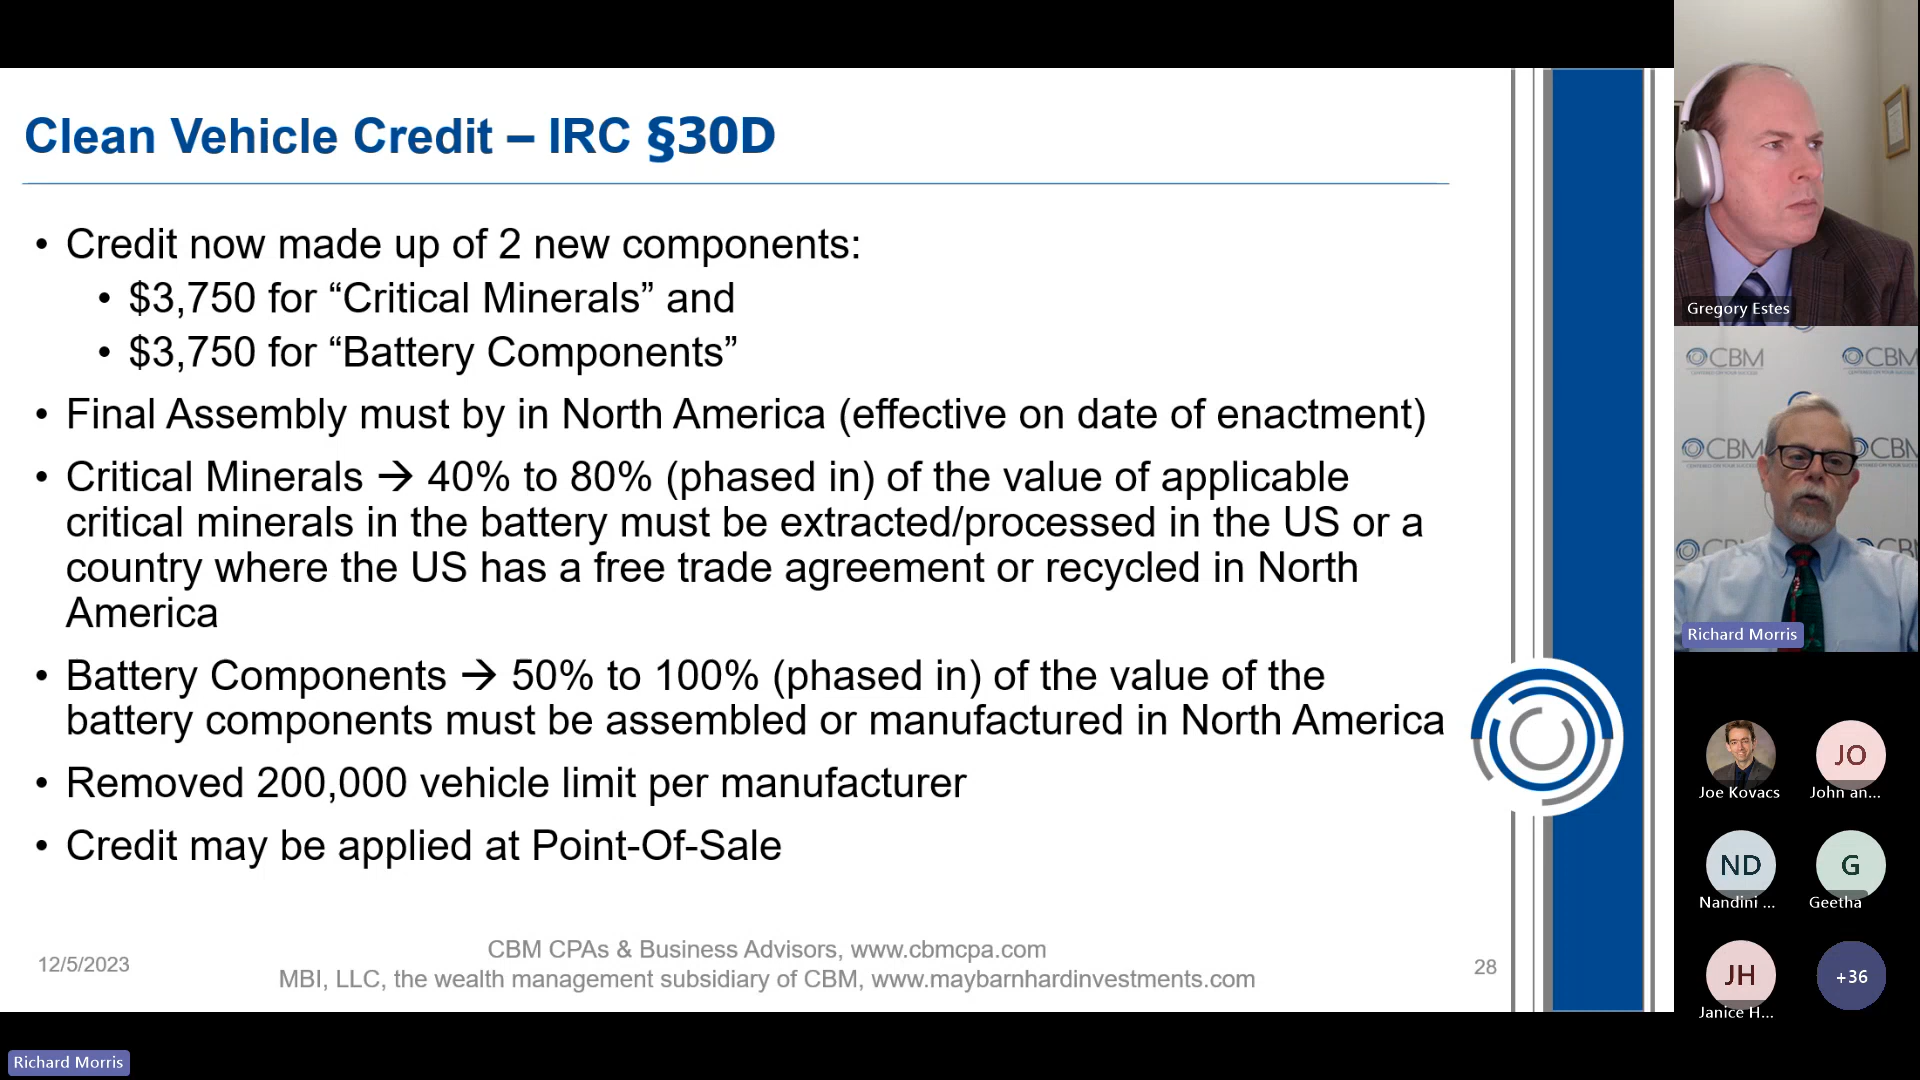 Clean Vehicle Credit – IRC §30D
• Credit now made up of 2 new components:
• $3,750 for “Critical Minerals” and
• $3,750 for “Battery Components”
• Final Assembly must by in North America (effective on date of enactment)
• Critical Minerals → 40% to 80% (phased in) of the value of applicable
critical minerals in the battery must be extracted/processed in the US or a
country where the US has a free trade agreement or recycled in North
America
• Battery Components → 50% to 100% (phased in) of the value of the
battery components must be assembled or manufactured in North America
• Removed 200,000 vehicle limit per manufacturer
• Credit may be applied at Point-Of-Sale
12/5/2023
CBM CPAs & Business Advisors, www.cbmcpa.com
MBI, LLC, the wealth management subsidiary of CBM, www.maybarnhardinvestments.com
28
Gregory Estes
CBM
CBM
CBM
CBM
Richard Morris
Joe Kovacs
JO
John an...
ND
Nandini ...
G
Geetha
JH
Janice H...
+36
Richard Morris